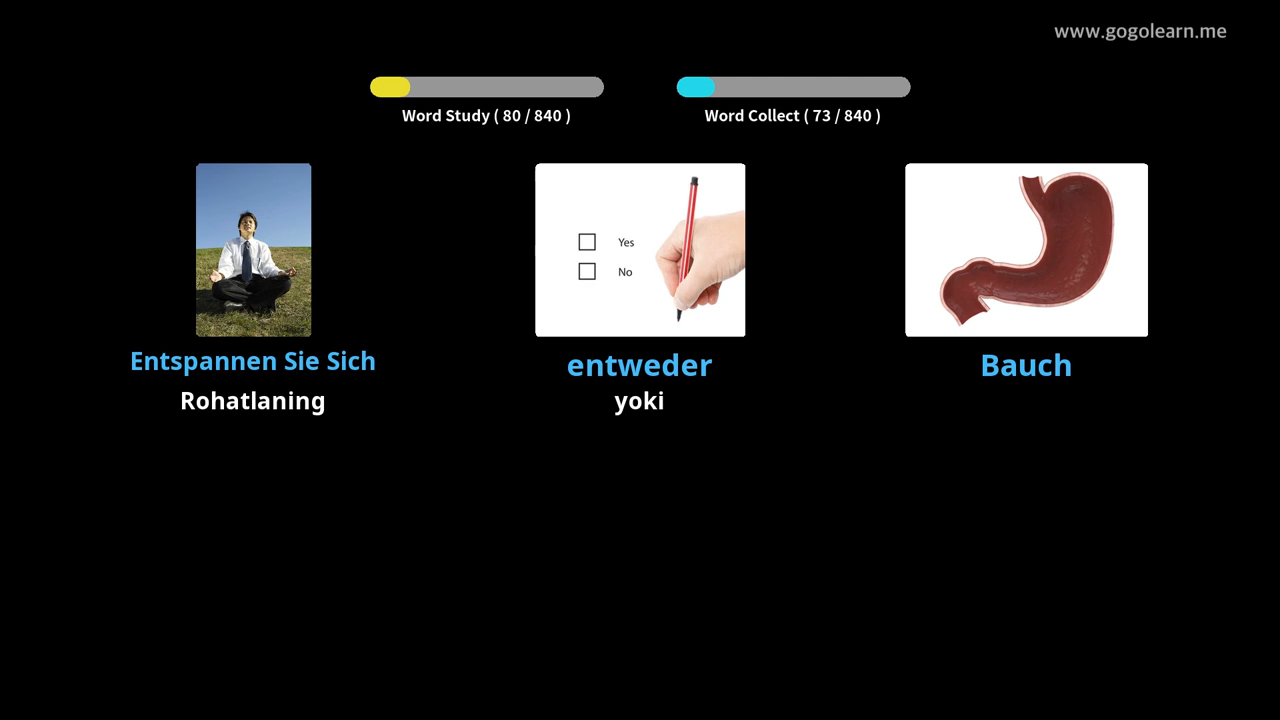 www.gogolearn.me
Word Study ( 80 / 840 )
Word Collect ( 73 / 840 )
Yes
No
Entspannen Sie Sich
entweder
Bauch
Rohatlaning
yoki